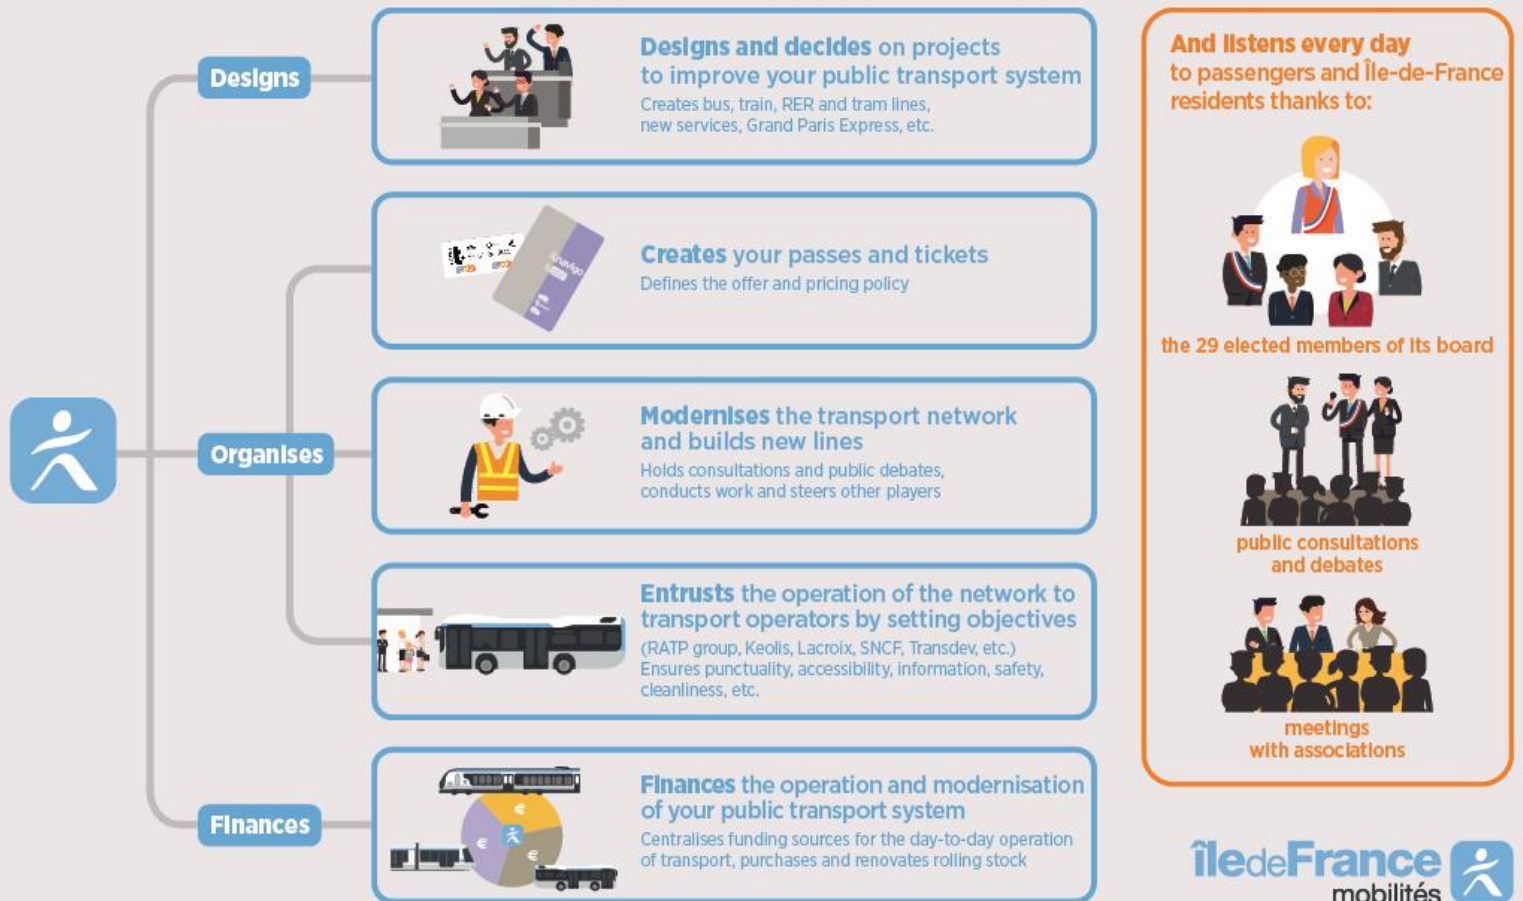 Designs
Designs and decides on projects
to improve your public transport system
Creates bus, train, RER and tram lines,
new services, Grand Paris Express, etc.
Organises
Creates your passes and tickets
Defines the offer and pricing policy
navigo
Modernises the transport network
and builds new lines
Holds consultations and public debates,
conducts work and steers other players
Entrusts the operation of the network to
transport operators by setting objectives
(RATP group, Keolis, Lacroix, SNCF, Transdev, etc.)
Ensures punctuality, accessibility, information, safety,
cleanliness, etc.
Finances
€
€
€
Finances the operation and modernisation
of your public transport system
Centralises funding sources for the day-to-day operation
of transport, purchases and renovates rolling stock
And listens every day
to passengers and Île-de-France
residents thanks to:
the 29 elected members of its board
public consultations
and debates
meetings
with associations
îledeFrance
mobilités